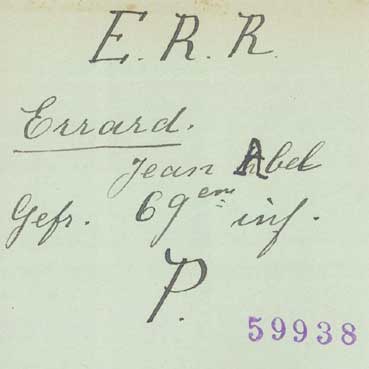 E. R. R.
Errard.
Jean Abel
Gefr. 69ème inf.
P.
59938